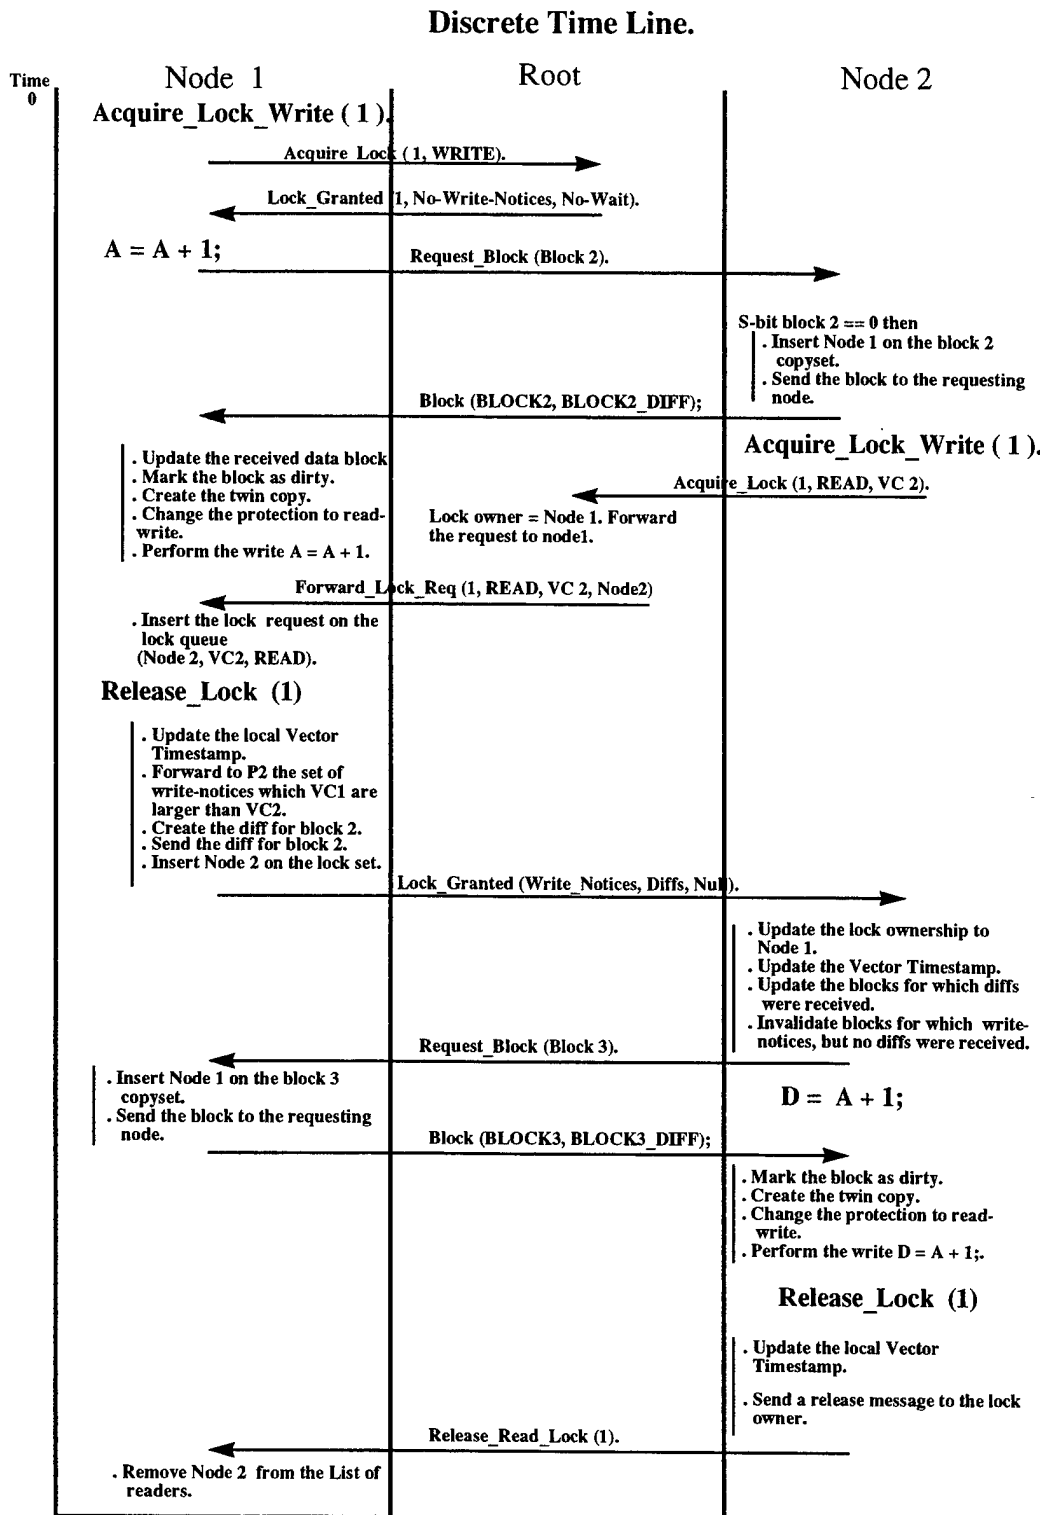 Discrete Time Line.
Time
0
Node 1
Root
Node 2
Acquire_Lock_Write ( 1 ).
Acquire_Lock ( 1, WRITE).
Lock_Granted (1, No-Write-Notices, No-Wait).
A = A + 1;
Request_Block (Block 2).
S-bit block 2 == 0 then
. Insert Node 1 on the block 2
copyset.
. Send the block to the requesting
node.
Block (BLOCK2, BLOCK2_DIFF);
. Update the received data block
. Mark the block as dirty.
. Create the twin copy.
. Change the protection to read-
write.
. Perform the write A = A + 1.
Acquire_Lock_Write ( 1 ).
Acquire_Lock (1, READ, VC 2).
Lock owner = Node 1. Forward
the request to node1.
Forward_Lock_Req (1, READ, VC 2, Node2)
. Insert the lock request on the
lock queue
(Node 2, VC2, READ).
Release_Lock (1)
. Update the local Vector
Timestamp.
. Forward to P2 the set of
write-notices which VC1 are
larger than VC2.
. Create the diff for block 2.
. Send the diff for block 2.
. Insert Node 2 on the lock set.
Lock_Granted (Write_Notices, Diffs, Null).
. Update the lock ownership to
Node 1.
. Update the Vector Timestamp.
. Update the blocks for which diffs
were received.
. Invalidate blocks for which write-
notices, but no diffs were received.
Request_Block (Block 3).
. Insert Node 1 on the block 3
copyset.
. Send the block to the requesting
node.
D = A + 1;
Block (BLOCK3, BLOCK3_DIFF);
. Mark the block as dirty.
. Create the twin copy.
. Change the protection to read-
write.
. Perform the write D = A + 1;.
Release_Lock (1)
. Update the local Vector
Timestamp.
. Send a release message to the lock
owner.
Release_Read_Lock (1).
. Remove Node 2 from the List of
readers.